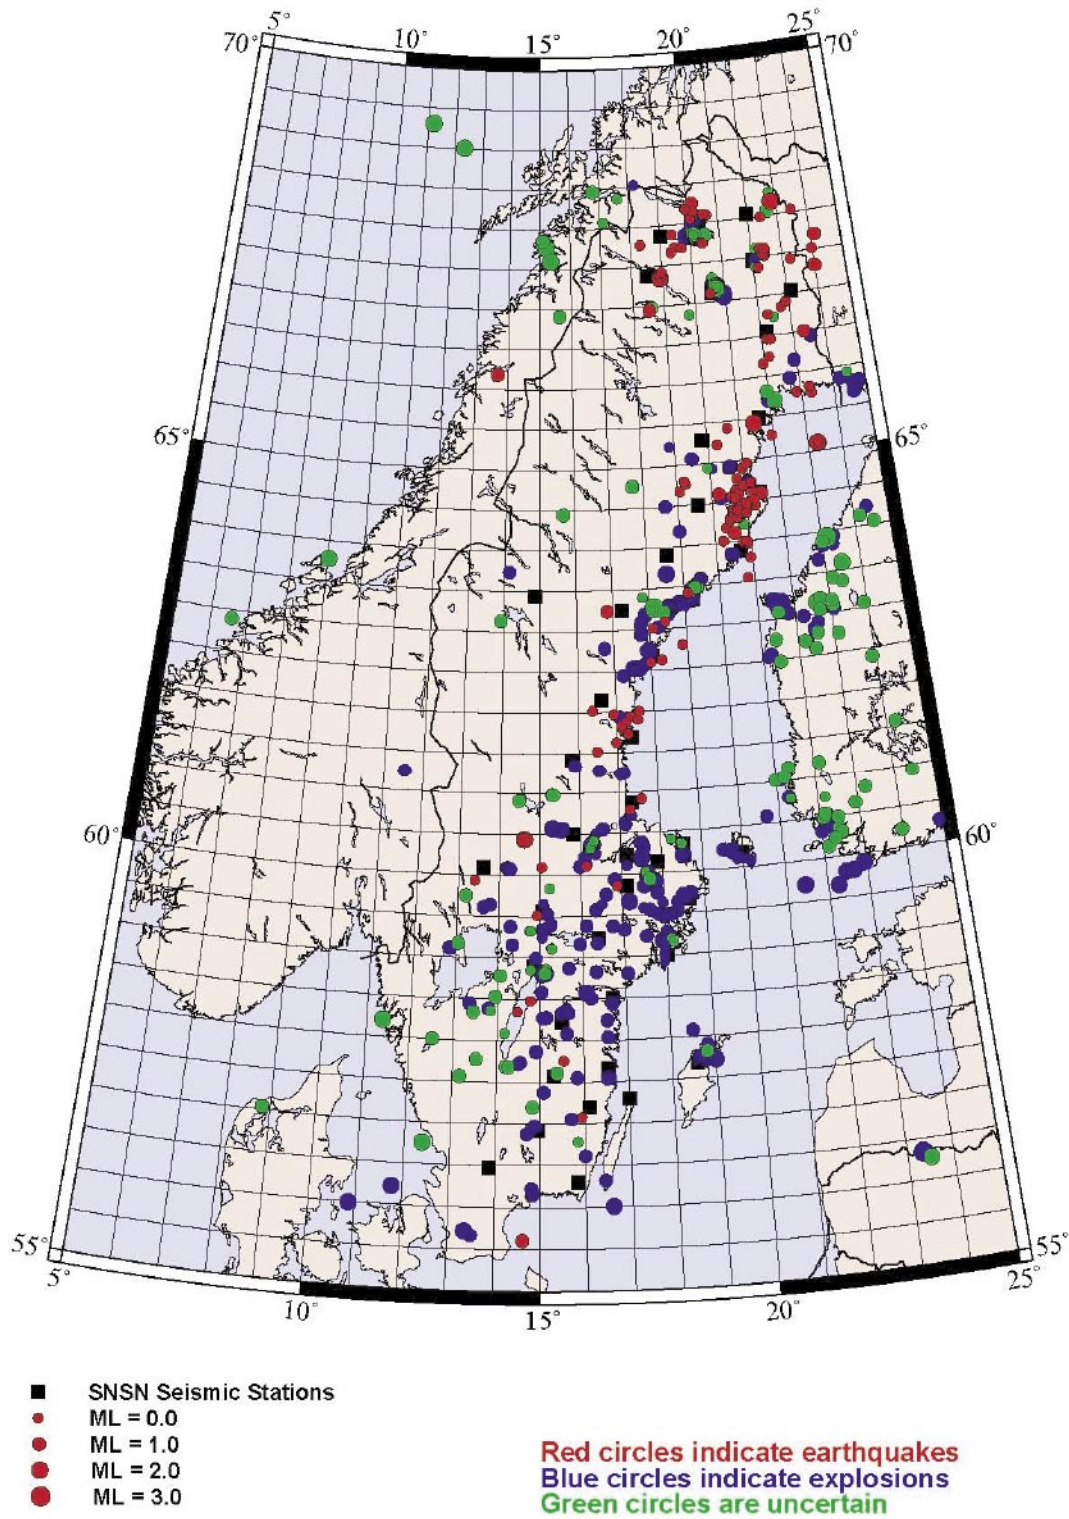 5° 10° 15° 20° 25°
70° 70°
65° 65°
60° 60°
55° 55°
5° 10° 15° 20° 25°
SNSN Seismic Stations
ML = 0.0
ML = 1.0
ML = 2.0
ML = 3.0
Red circles indicate earthquakes
Blue circles indicate explosions
Green circles are uncertain